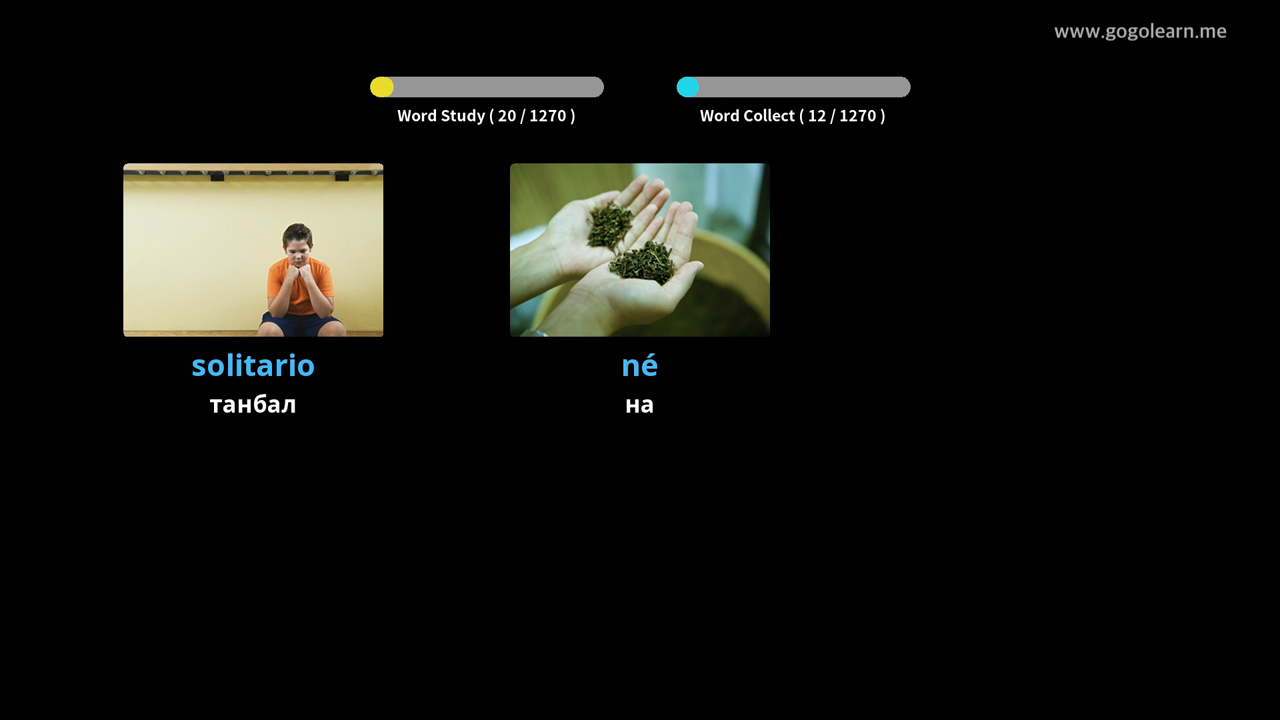 www.gogolearn.me
Word Study ( 20 / 1270 )
Word Collect ( 12 / 1270 )
solitario
танбал
né
на